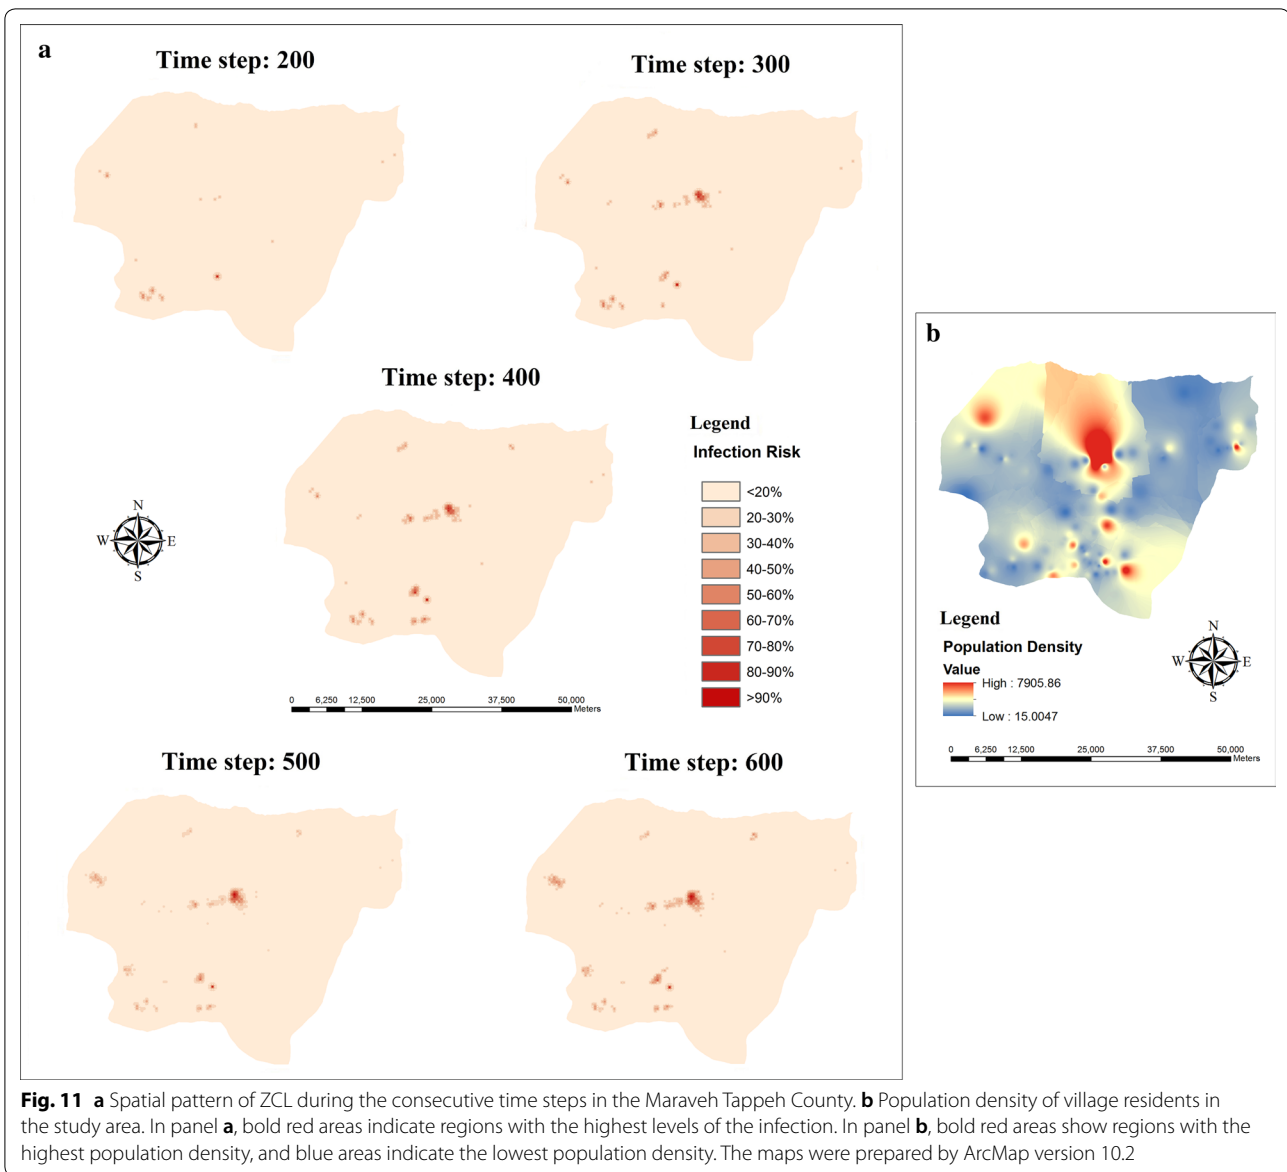 a
Time step: 200
Time step: 300
Time step: 400
Legend
Infection Risk
<20%
20-30%
30-40%
40-50%
50-60%
60-70%
70-80%
80-90%
>90%
N
W E
S
0 6,250 12,500 25,000 37,500 50,000
Meters
Time step: 500
Time step: 600
b
Legend
Population Density
Value
High : 7905.86
Low : 15.0047
N
W E
S
0 6,250 12,500 25,000 37,500 50,000
Meters
Fig. 11 a Spatial pattern of ZCL during the consecutive time steps in the Maraveh Tappeh County. b Population density of village residents in
the study area. In panel a, bold red areas indicate regions with the highest levels of the infection. In panel b, bold red areas show regions with the
highest population density, and blue areas indicate the lowest population density. The maps were prepared by ArcMap version 10.2